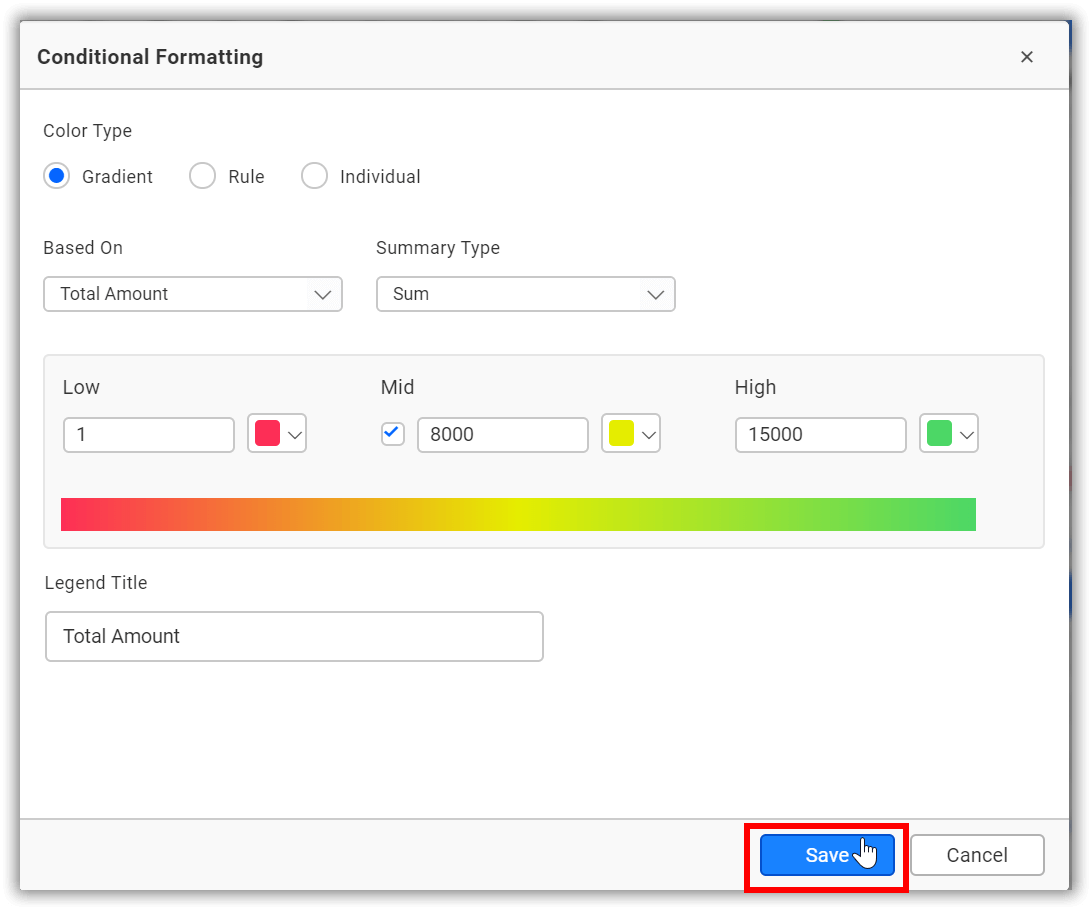 Conditional Formatting
Color Type
Gradient Rule Individual
Based On Summary Type
Total Amount Sum
Low Mid High
1 8000 15000
Legend Title
Total Amount
Save Cancel